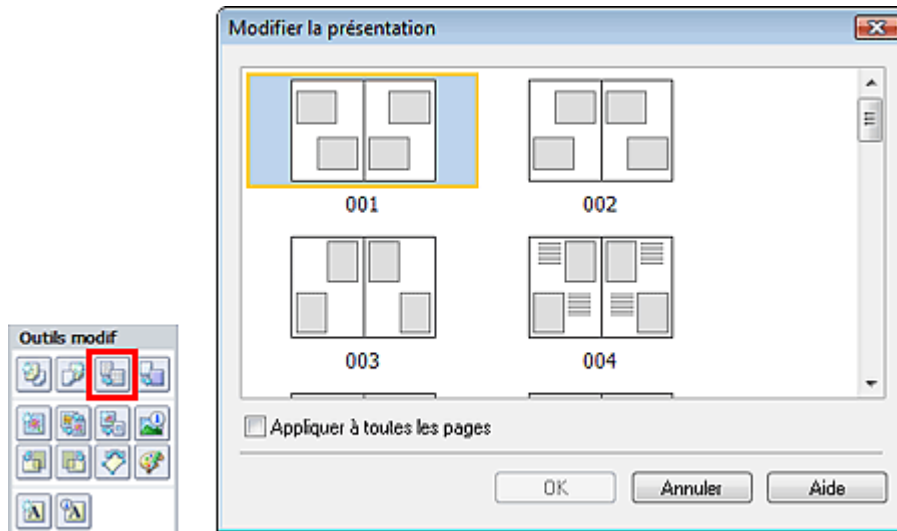 Modifier la présentation
001
002
003
004
Appliquer à toutes les pages
OK
Annuler
Aide
Outils modif